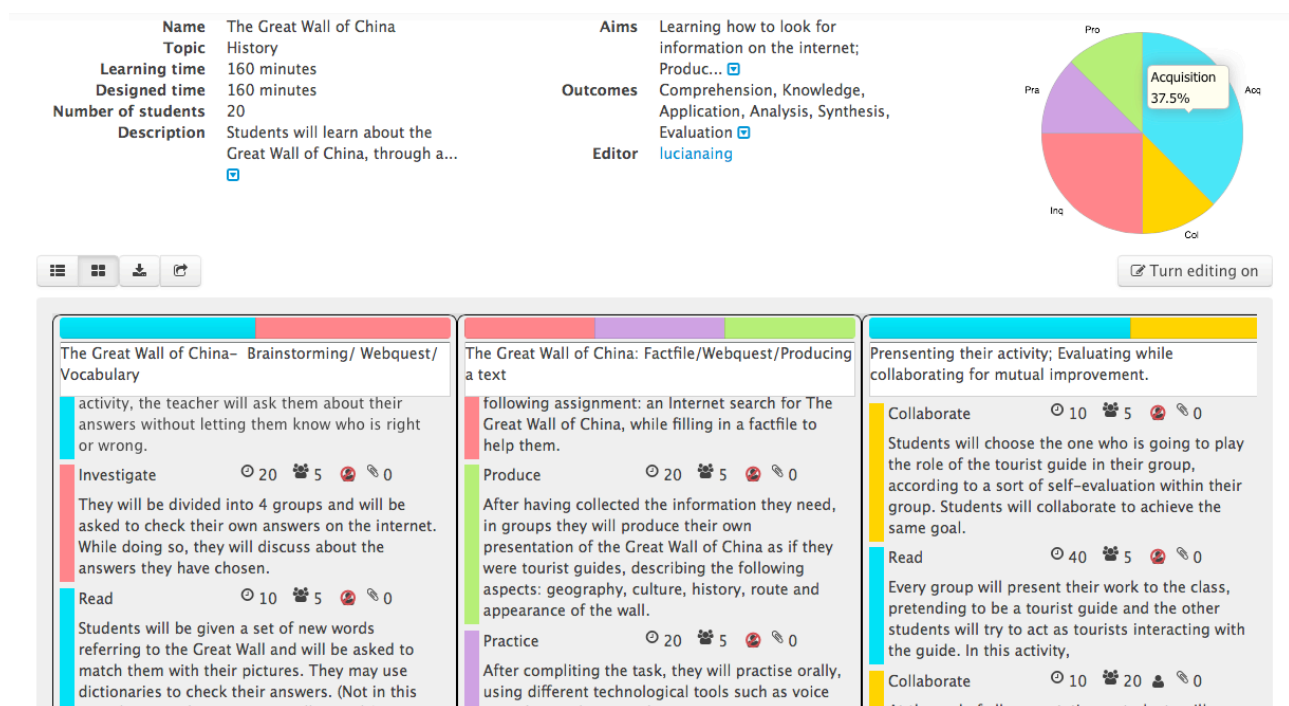 Name The Great Wall of China
Topic History
Learning time 160 minutes
Designed time 160 minutes
Number of students 20
Description Students will learn about the
Great Wall of China, through a...
Aims Learning how to look for
information on the internet;
Produc...
Outcomes Comprehension, Knowledge,
Application, Analysis, Synthesis,
Evaluation
Editor lucianaing
Pro
Acquisition
37.5%
Pra
Acq
Inq
Col
Turn editing on
The Great Wall of China– Brainstorming/ Webquest/
Vocabulary
activity, the teacher will ask them about their
answers without letting them know who is right
or wrong.
Investigate 20 5 0
They will be divided into 4 groups and will be
asked to check their own answers on the internet.
While doing so, they will discuss about the
answers they have chosen.
Read 10 5 0
Students will be given a set of new words
referring to the Great Wall and will be asked to
match them with their pictures. They may use
dictionaries to check their answers. (Not in this
The Great Wall of China: Factfile/Webquest/Producing
a text
following assignment: an Internet search for The
Great Wall of China, while filling in a factfile to
help them.
Produce 20 5 0
After having collected the information they need,
in groups they will produce their own
presentation of the Great Wall of China as if they
were tourist guides, describing the following
aspects: geography, culture, history, route and
appearance of the wall.
Practice 20 5 0
After compliting the task, they will practise orally,
using different technological tools such as voice
Prensenting their activity; Evaluating while
collaborating for mutual improvement.
Collaborate 10 5 0
Students will choose the one who is going to play
the role of the tourist guide in their group,
according to a sort of self–evaluation within their
group. Students will collaborate to achieve the
same goal.
Read 40 5 0
Every group will present their work to the class,
pretending to be a tourist guide and the other
students will try to act as tourists interacting with
the guide. In this activity,
Collaborate 10 20 0